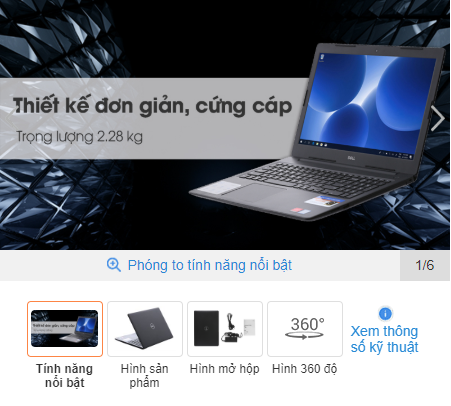 Thiết kế đơn giản, cứng cáp
Trọng lượng 2.28 kg
DELL
Phóng to tính năng nổi bật
1/6
360°
Tính năng nổi bật
Hình sản phẩm
Hình mở hộp
Hình 360 độ
Xem thông số kỹ thuật